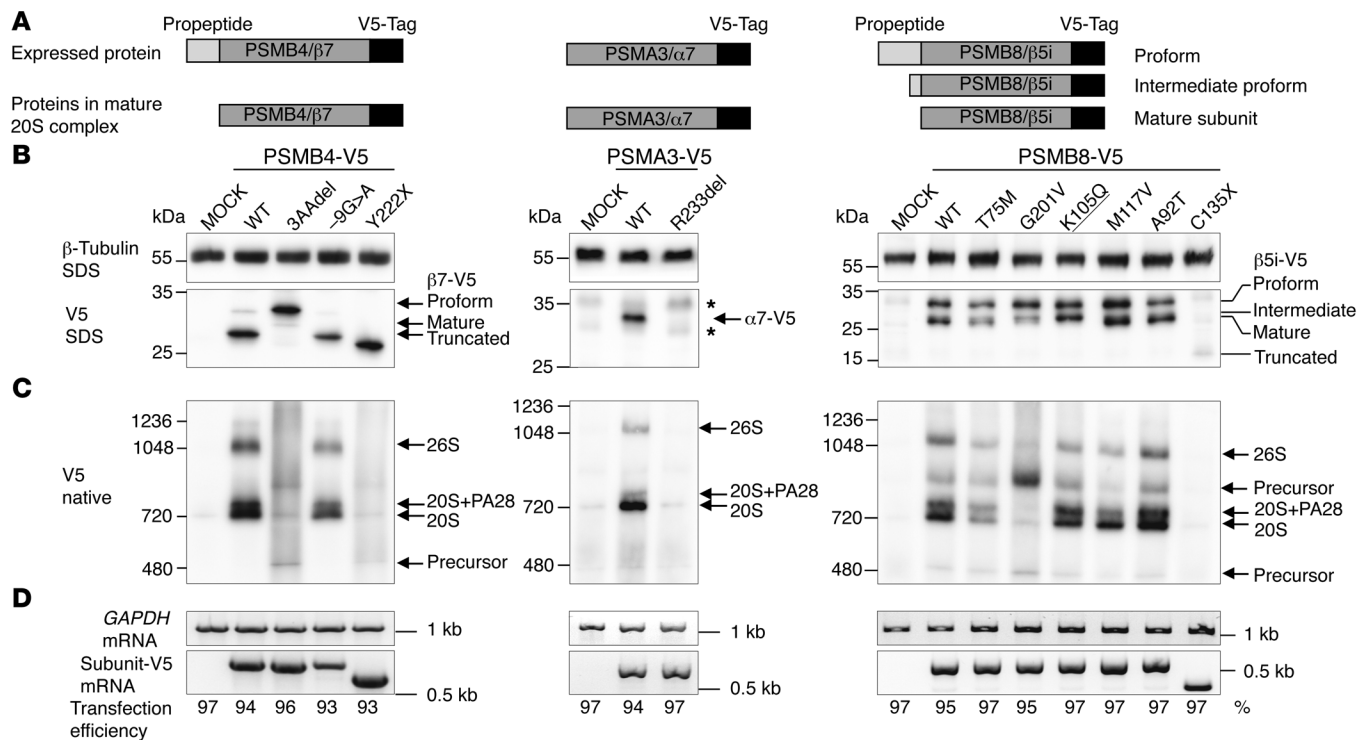 A
Propeptide V5-Tag V5-Tag Propeptide V5-Tag
Expressed protein PSMB4/β7 PSMA3/α7 PSMB8/β5i Proform
PSMB8/β5i Intermediate proform
Proteins in mature
20S complex PSMB4/β7 PSMA3/α7 PSMB8/β5i Mature subunit
B
PSMB4-V5 PSMA3-V5 PSMB8-V5
kDa MOCK WT 3AAdel –9G>A Y222X
kDa MOCK WT R233del
kDa MOCK WT T75M G201V K105Q M117V A92T C135X
β-Tubulin
SDS
55 55 55
V5
SDS
35
25
β7-V5
Proform
Mature
Truncated
35
25
*
*
α7-V5
35
25
15
β5i-V5
Proform
Intermediate
Mature
Truncated
C
V5
native
1236
1048
720
480
26S
20S+PA28
20S
Precursor
1236
1048
720
480
26S
20S+PA28
20S
1236
1048
720
480
26S
Precursor
20S+PA28
20S
Precursor
D
GAPDH
mRNA
1 kb 1 kb 1 kb
Subunit-V5
mRNA
0.5 kb 0.5 kb 0.5 kb
Transfection
efficiency
97 94 96 93 93 97 94 97 97 95 97 95 97 97 97 97 %